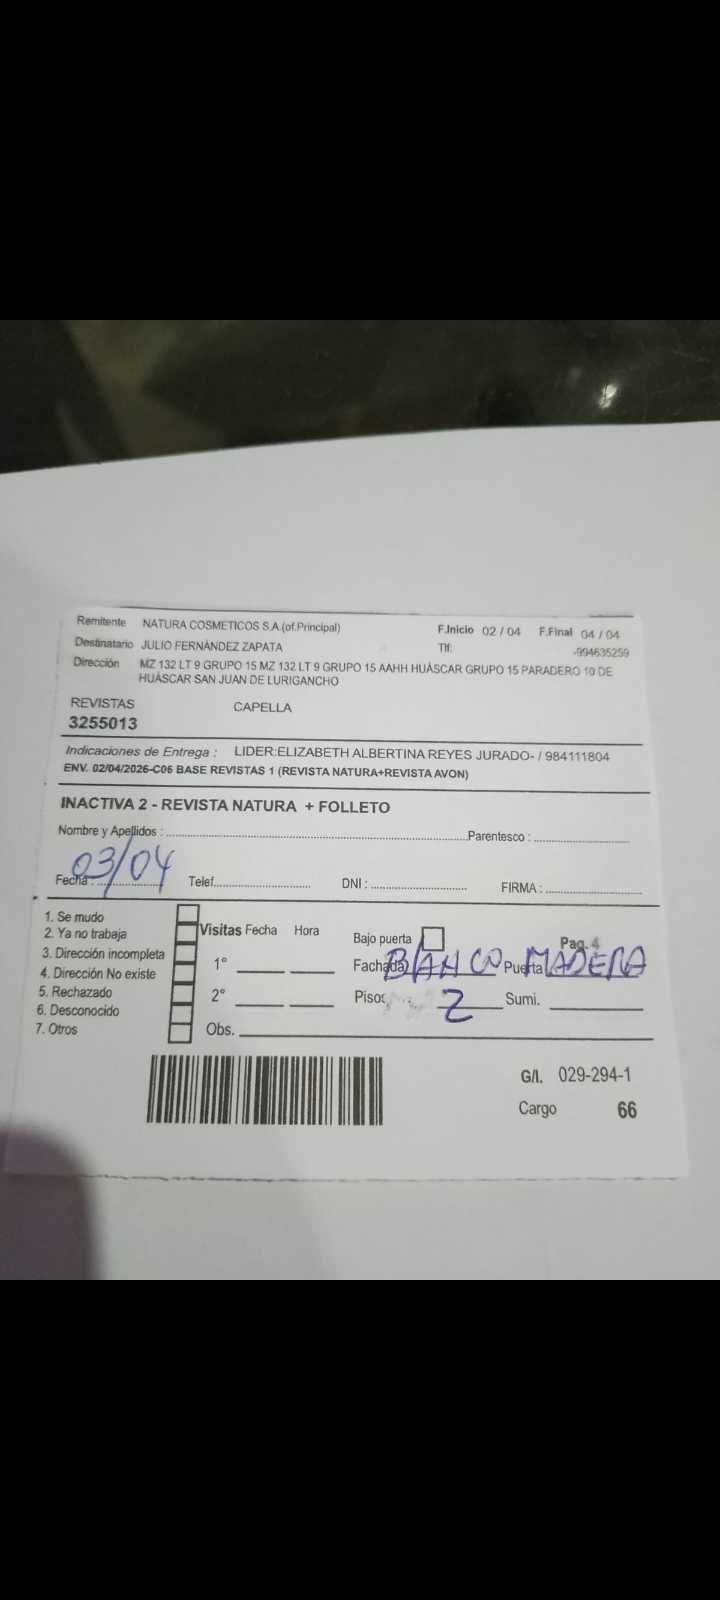 Remitente NATURA COSMETICOS S.A.(of.Principal) F.Inicio 02 / 04 F.Final 04 / 04
Destinatario JULIO FERNÁNDEZ ZAPATA Tlf: -994635259
Dirección MZ 132 LT 9 GRUPO 15 MZ 132 LT 9 GRUPO 15 AAHH HUÁSCAR GRUPO 15 PARADERO 10 DE
HUÁSCAR SAN JUAN DE LURIGANCHO
REVISTAS CAPELLA
3255013
Indicaciones de Entrega : LIDER:ELIZABETH ALBERTINA REYES JURADO- / 984111804
ENV. 02/04/2026-C06 BASE REVISTAS 1 (REVISTA NATURA+REVISTA AVON)
INACTIVA 2 - REVISTA NATURA + FOLLETO
Nombre y Apellidos : Parentesco :
Fecha : 03/04 Telef. DNI : FIRMA :
1. Se mudo
2. Ya no trabaja
3. Dirección incompleta
4. Dirección No existe
5. Rechazado
6. Desconocido
7. Otros
Visitas Fecha Hora
1°
2°
Obs.
Bajo puerta Pag. 4
Fachada BLANCO Puerta MADERA
Pisos 2 Sumi.
G/I. 029-294-1
Cargo 66